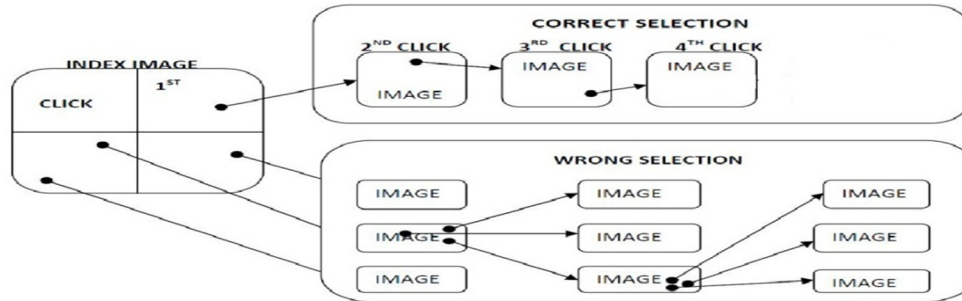 CORRECT SELECTION
2ND CLICK 3RD CLICK 4TH CLICK
INDEX IMAGE
1ST
CLICK
IMAGE
IMAGE
IMAGE
IMAGE
WRONG SELECTION
IMAGE IMAGE IMAGE
IMAGE IMAGE IMAGE
IMAGE IMAGE IMAGE